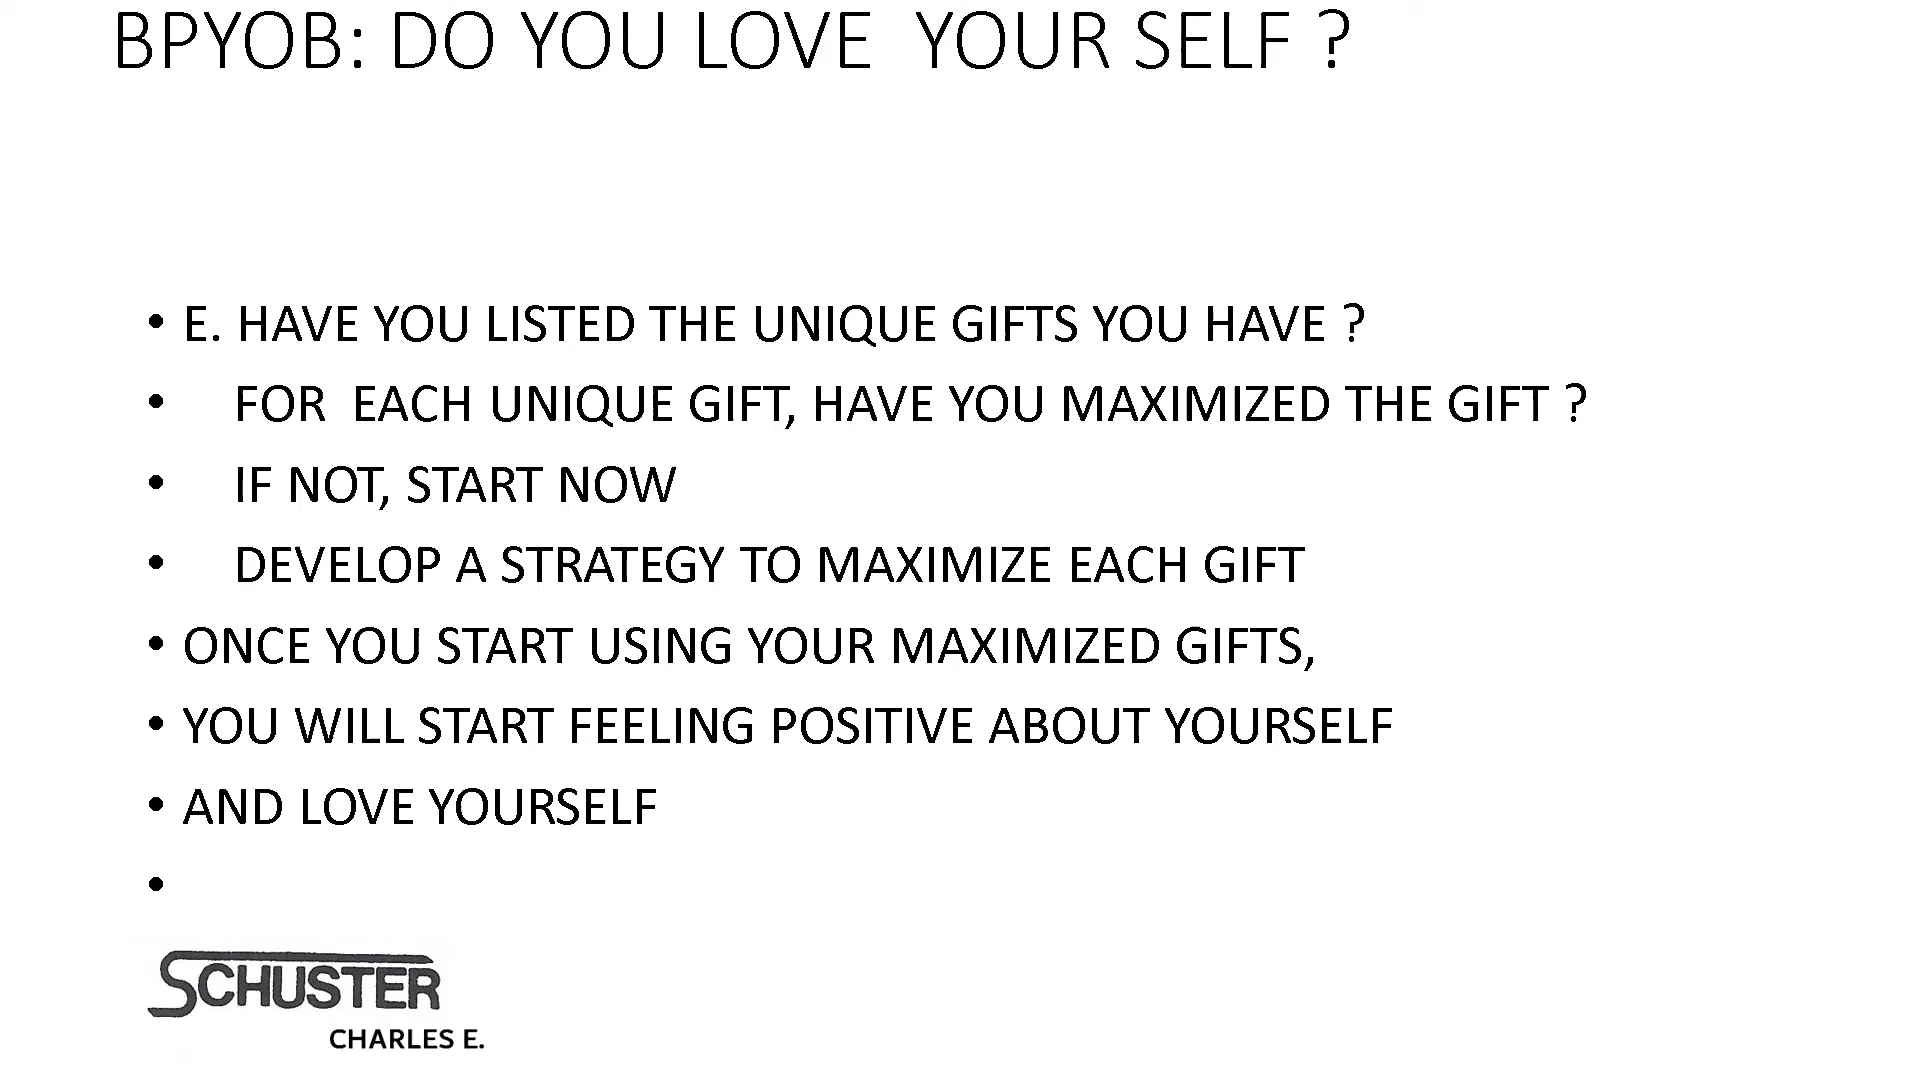 BPYOB: DO YOU LOVE  YOUR SELF ?
• E. HAVE YOU LISTED THE UNIQUE GIFTS YOU HAVE ?
•    FOR  EACH UNIQUE GIFT, HAVE YOU MAXIMIZED THE GIFT ?
•    IF NOT, START NOW
•    DEVELOP A STRATEGY TO MAXIMIZE EACH GIFT
• ONCE YOU START USING YOUR MAXIMIZED GIFTS,
• YOU WILL START FEELING POSITIVE ABOUT YOURSELF
• AND LOVE YOURSELF
•
SCHUSTER
CHARLES E.